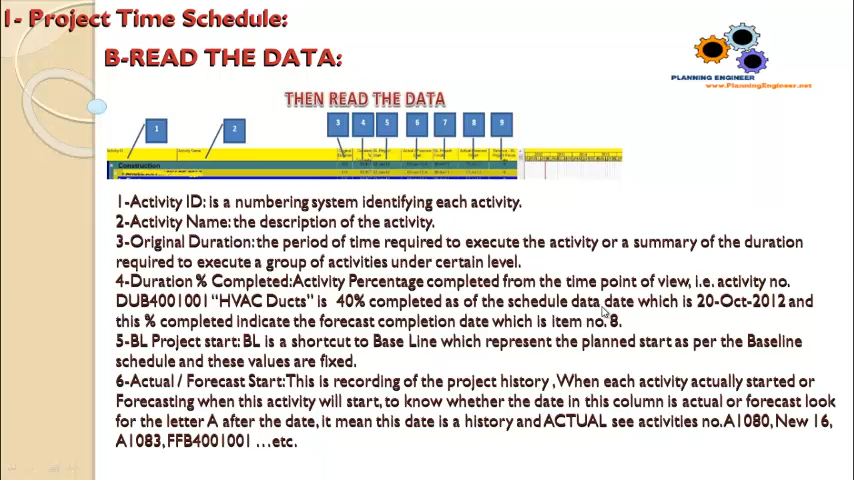 1- Project Time Schedule:
B-READ THE DATA:
PLANNING ENGINEER
www.PlanningEngineer.net
THEN READ THE DATA
1 2 3 4 5 6 7 8 9
Activity ID Activity Name
Construction
1-Activity ID: is a numbering system identifying each activity.
2-Activity Name: the description of the activity.
3-Original Duration: the period of time required to execute the activity or a summary of the duration
required to execute a group of activities under certain level.
4-Duration % Completed: Activity Percentage completed from the time point of view, i.e. activity no.
DUB4001001 “HVAC Ducts” is 40% completed as of the schedule data date which is 20-Oct-2012 and
this % completed indicate the forecast completion date which is item no. 8.
5-BL Project start: BL is a shortcut to Base Line which represent the planned start as per the Baseline
schedule and these values are fixed.
6-Actual / Forecast Start: This is recording of the project history , When each activity actually started or
Forecasting when this activity will start, to know whether the date in this column is actual or forecast look
for the letter A after the date, it mean this date is a history and ACTUAL see activities no. A1080, New 16,
A1083, FFB4001001 …etc.